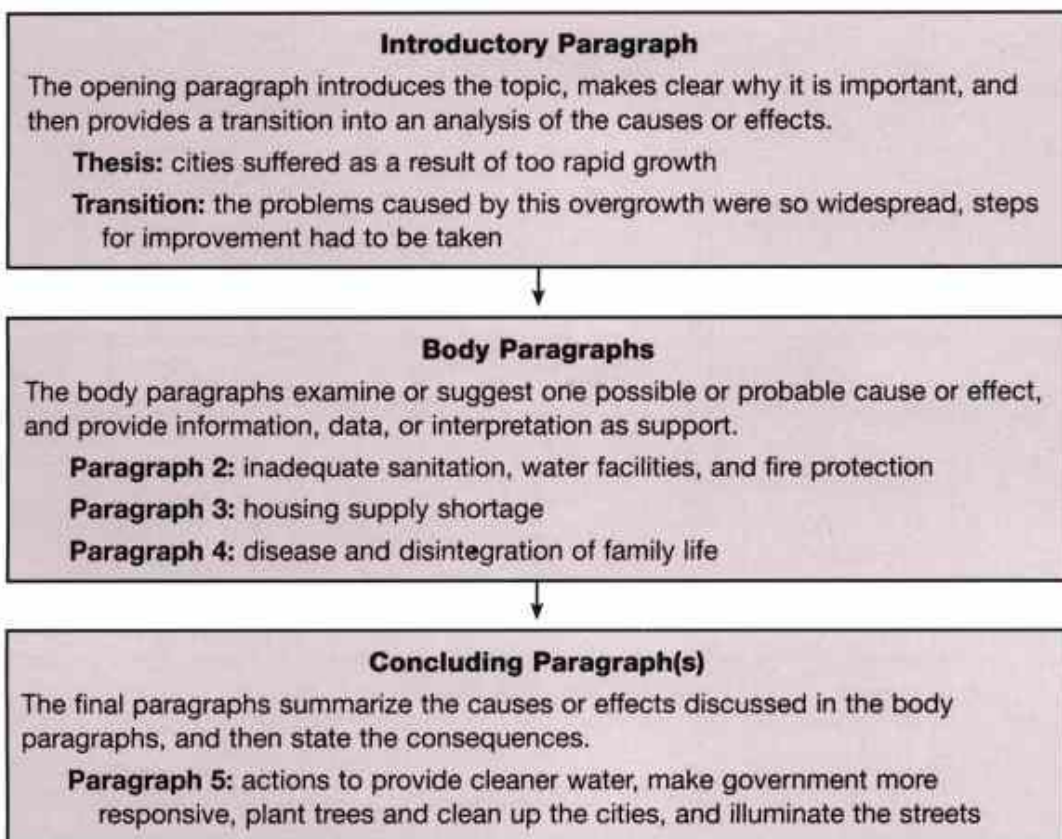 Introductory Paragraph
The opening paragraph introduces the topic, makes clear why it is important, and
then provides a transition into an analysis of the causes or effects.
Thesis: cities suffered as a result of too rapid growth
Transition: the problems caused by this overgrowth were so widespread, steps
for improvement had to be taken
Body Paragraphs
The body paragraphs examine or suggest one possible or probable cause or effect,
and provide information, data, or interpretation as support.
Paragraph 2: inadequate sanitation, water facilities, and fire protection
Paragraph 3: housing supply shortage
Paragraph 4: disease and disintegration of family life
Concluding Paragraph(s)
The final paragraphs summarize the causes or effects discussed in the body
paragraphs, and then state the consequences.
Paragraph 5: actions to provide cleaner water, make government more
responsive, plant trees and clean up the cities, and illuminate the streets